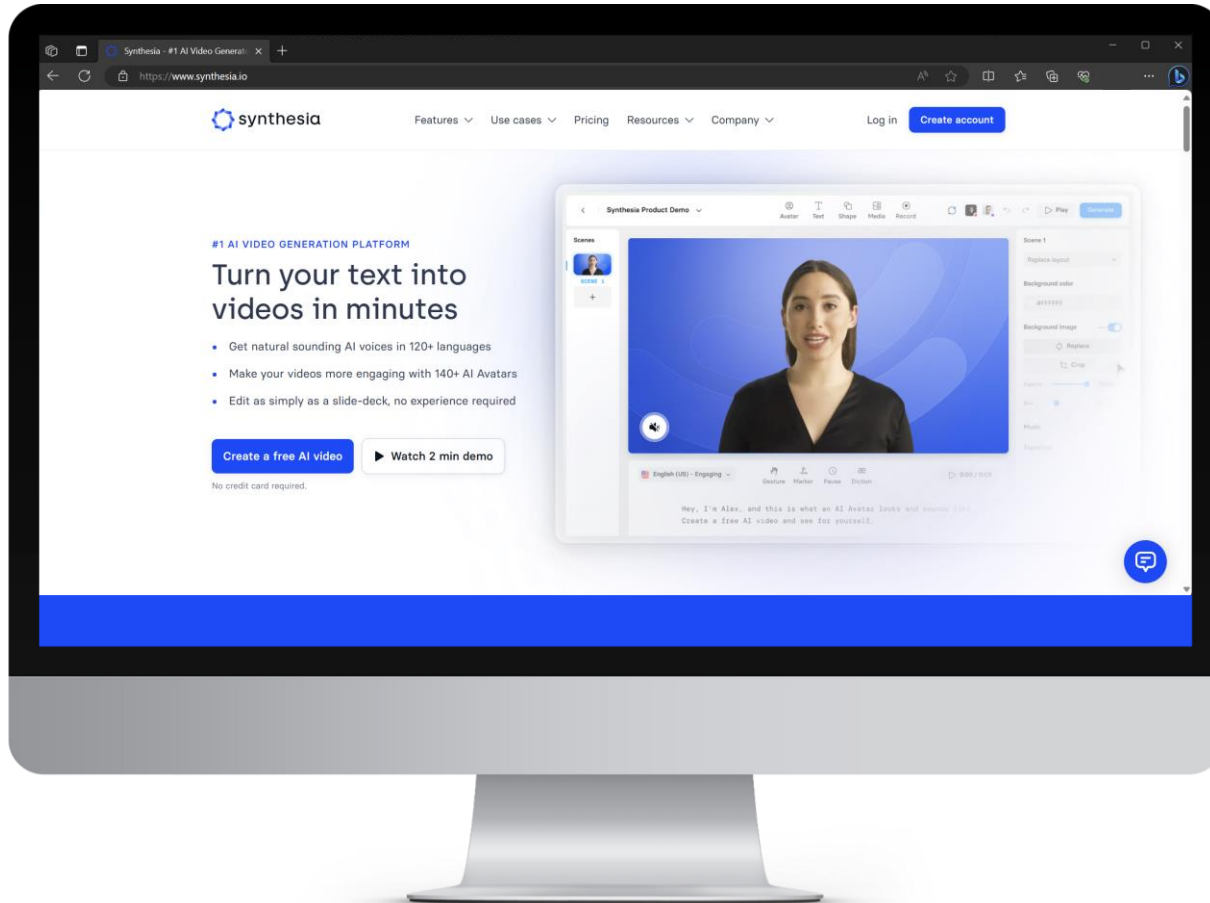 Synthesia - #1 AI Video Generat
https://www.synthesia.io
synthesia
Features
Use cases
Pricing
Resources
Company
Log in
Create account
#1 AI VIDEO GENERATION PLATFORM
Turn your text into
videos in minutes
Get natural sounding AI voices in 120+ languages
Make your videos more engaging with 140+ AI Avatars
Edit as simply as a slide-deck, no experience required
Create a free AI video
Watch 2 min demo
No credit card required.
Synthesia Product Demo
Avatar
Text
Shape
Media
Record
Play
Generate
Scenes
SCENE 1
Scene 1
Replace layout
Background color
Background image
Replace
Crop
Music
English (US) - Engaging
Gesture
Marker
Pause
Diction
Hey, I'm Alex, and this is what an AI Avatar looks and sounds like.
Create a free AI video and see for yourself.